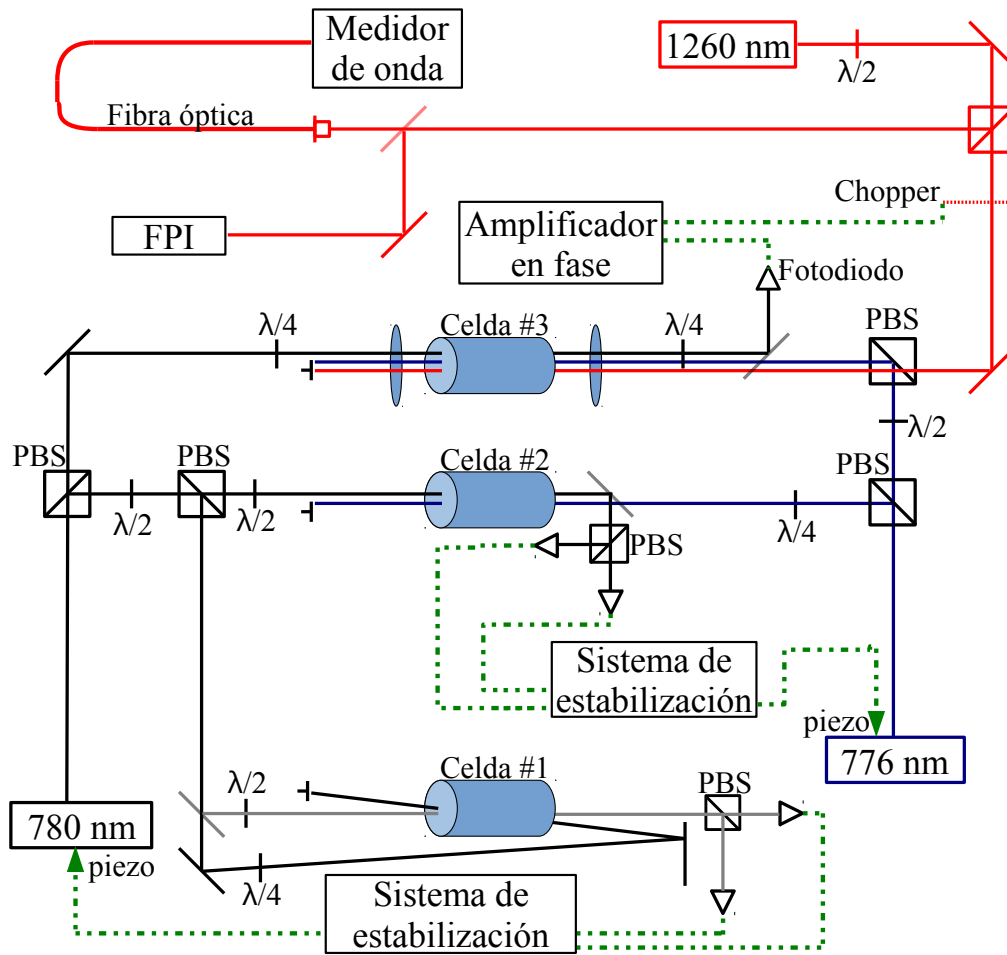 Medidor
de onda
1260 nm
λ/2
Fibra óptica
Chopper
FPI
Amplificador
en fase
Fotodiodo
λ/4
Celda #3
λ/4
PBS
λ/2
PBS
PBS
Celda #2
PBS
λ/2
λ/2
λ/4
PBS
Sistema de
estabilización
piezo
776 nm
Celda #1
λ/2
PBS
780 nm
piezo
λ/4
Sistema de
estabilización